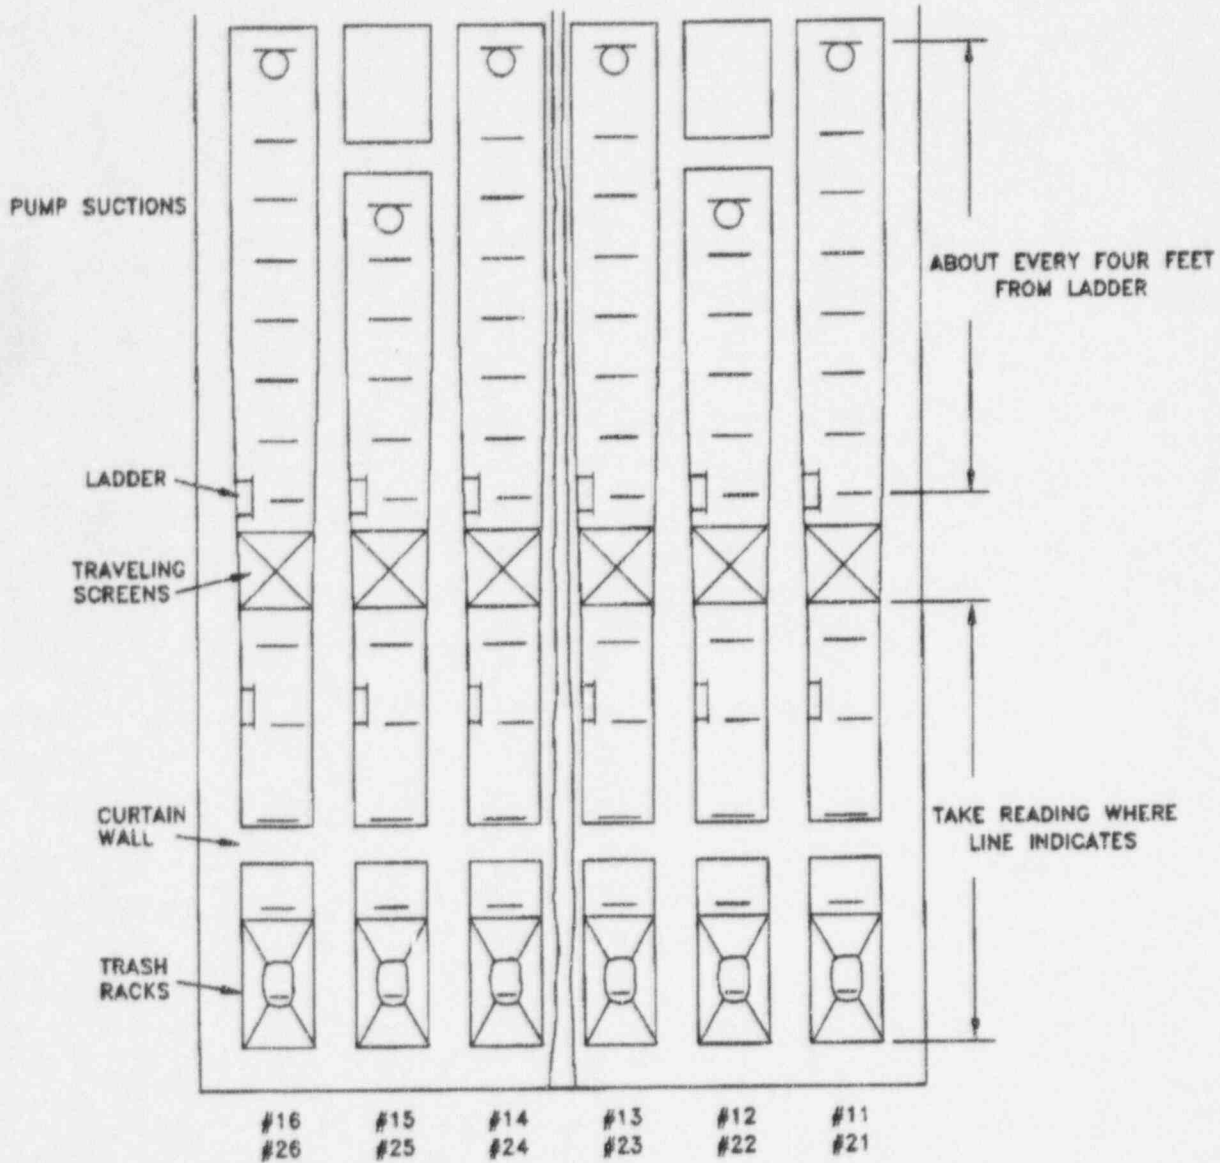 PUMP SUCTIONS
ABOUT EVERY FOUR FEET
FROM LADDER
LADDER
TRAVELING
SCREENS
CURTAIN
WALL
TAKE READING WHERE
LINE INDICATES
TRASH
RACKS
#16 #15 #14 #13 #12 #11
#26 #25 #24 #23 #22 #21